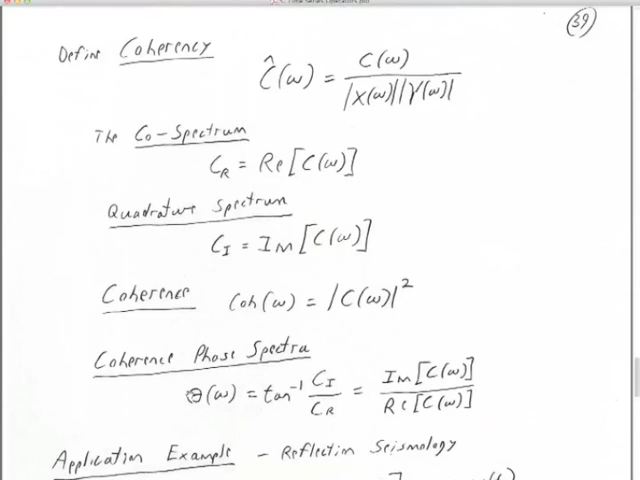 39
Define Coherency
Ĉ(ω) = C(ω) / |X(ω)||Y(ω)|
The Co-Spectrum
C_R = Re[C(ω)]
Quadrature Spectrum
C_I = Im[C(ω)]
Coherence Coh(ω) = |C(ω)|²
Coherence Phase Spectra
θ(ω) = tan⁻¹ C_I / C_R = Im[C(ω)] / Re[C(ω)]
Application Example - Reflection Seismology